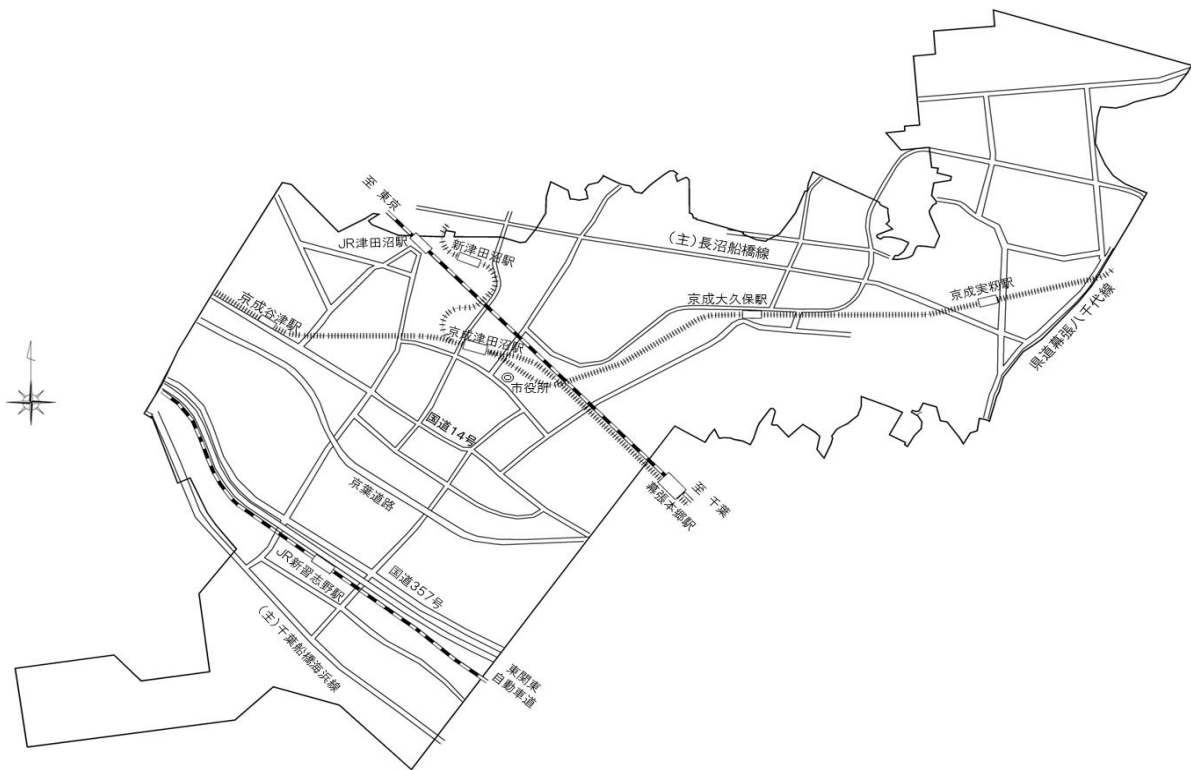 至 東京
JR津田沼駅
新津田沼駅
(主)長沼船橋線
京成大久保駅
京成実籾駅
県道幕張八千代線
京成谷津駅
京成津田沼駅
市役所
国道14号
京葉道路
幕張本郷駅
至 千葉
国道357号
JR新習志野駅
(主)千葉船橋海浜線
東関東
自動車道